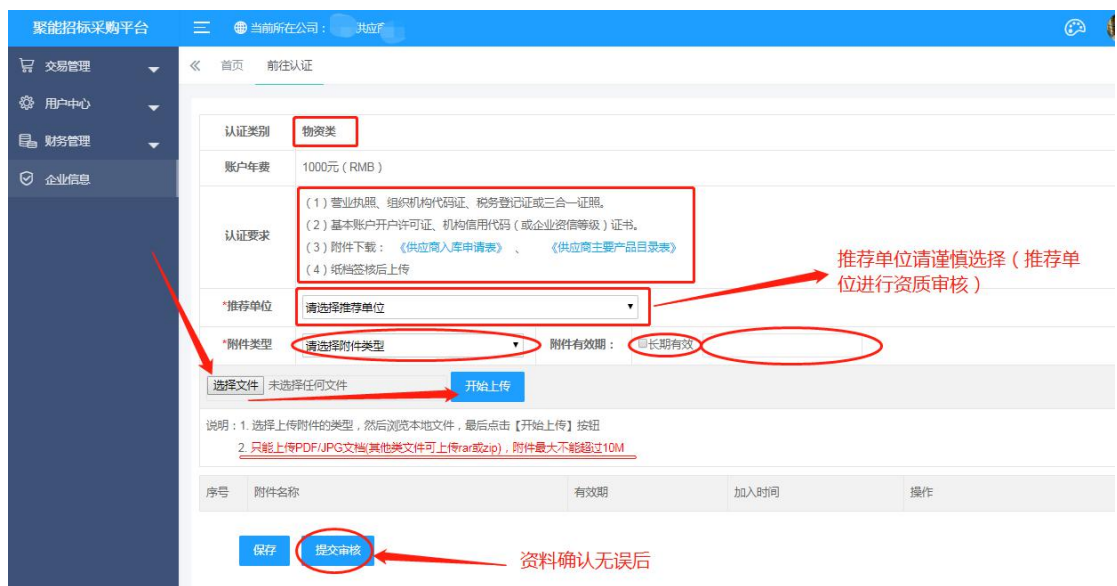 聚能招标采购平台
当前所在公司：
供应
交易管理
用户中心
财务管理
企业信息
首页 前往认证
认证类别 物资类
账户年费 1000元（RMB）
认证要求
（1）营业执照、组织机构代码证、税务登记证或三合一证照。
（2）基本账户开户许可证、机构信用代码（或企业资信等级）证书。
（3）附件下载： 《供应商入库申请表》 、 《供应商主要产品目录表》
（4）纸档签核后上传
推荐单位请谨慎选择（推荐单
位进行资质审核）
*推荐单位 请选择推荐单位
*附件类型 请选择附件类型 附件有效期： 长期有效
选择文件 未选择任何文件 开始上传
说明：1. 选择上传附件的类型，然后浏览本地文件，最后点击【开始上传】按钮
2. 只能上传PDF/JPG文档(其他类文件可上传rar或zip)，附件最大不能超过10M
序号 附件名称 有效期 加入时间 操作
保存 提交审核
资料确认无误后